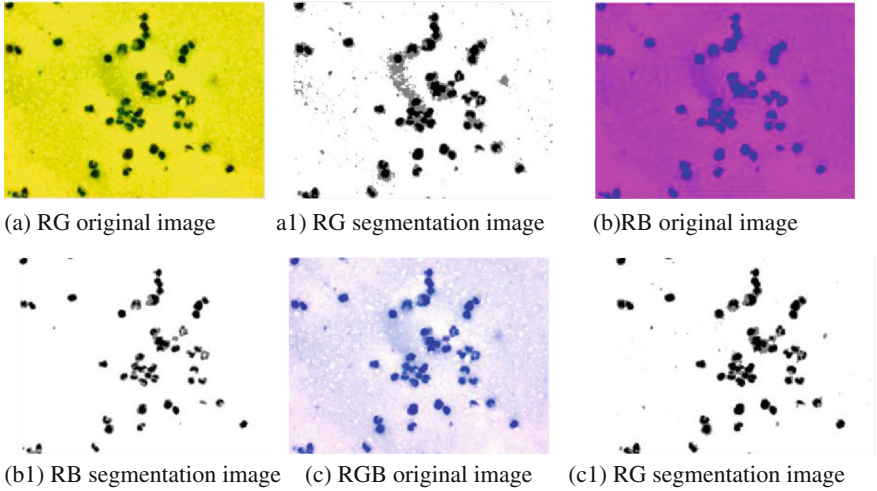 (a) RG original image
a1) RG segmentation image
(b)RB original image
(b1) RB segmentation image
(c) RGB original image
(c1) RG segmentation image